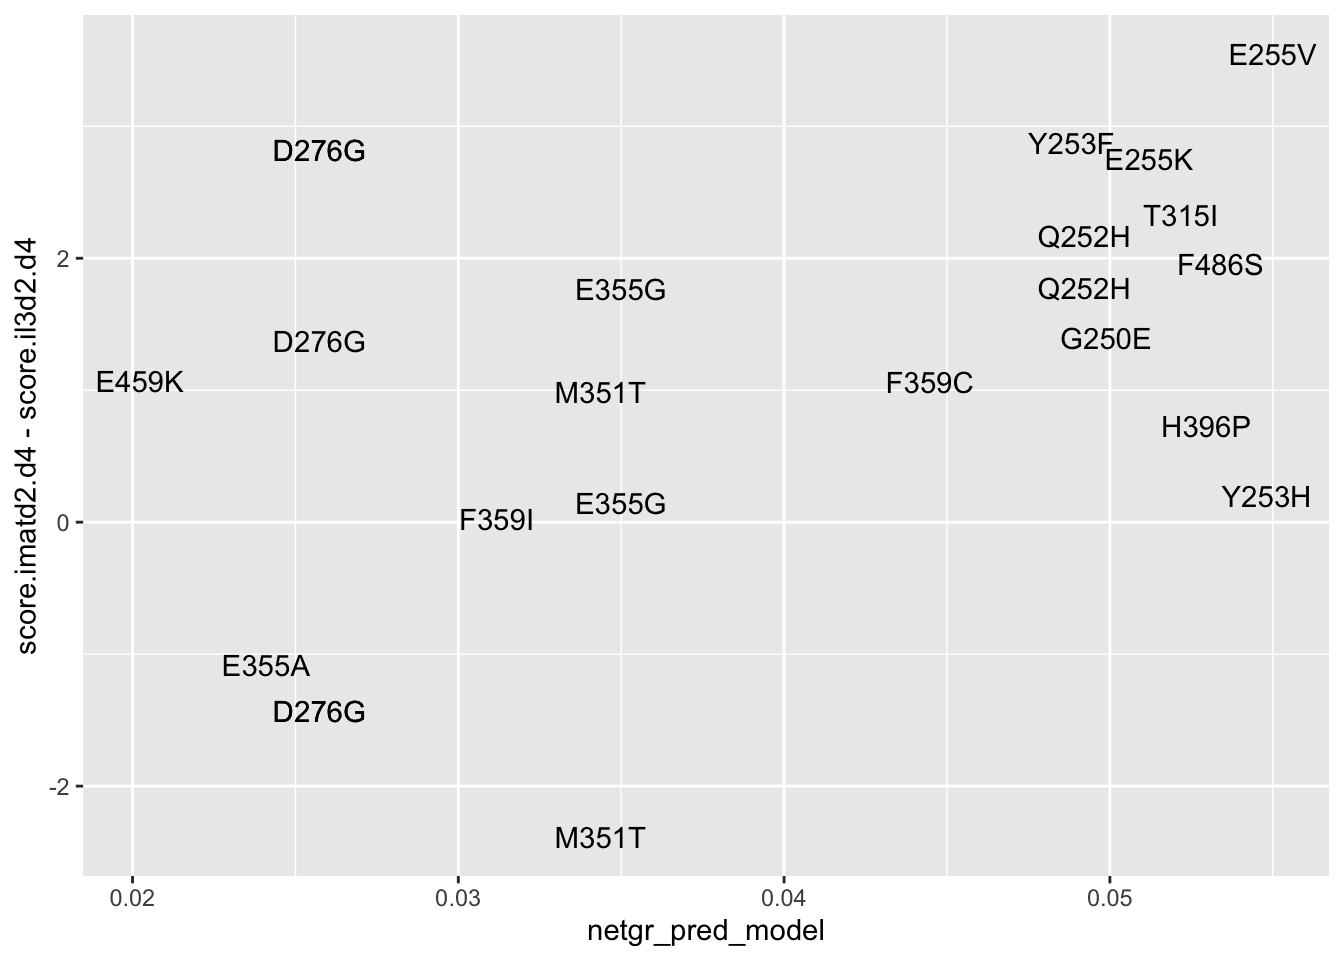 E255V
Y253F
D276G
E255K
T315I
Q252H
F486S
Q252H
E355G
G250E
D276G
E459K
F359C
M351T
H396P
Y253H
E355G
F359I
E355A
D276G
M351T
2
0
-2
score.imatd2.d4 - score.il3d2.d4
0.02 0.03 0.04 0.05
netgr_pred_model